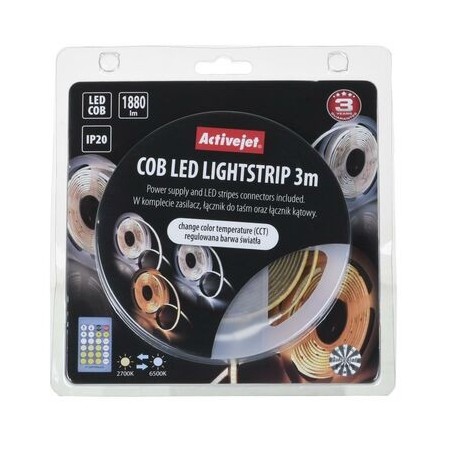 LED
COB
1880
lm
IP20
3
YEARS
Activejet
COB LED LIGHTSTRIP 3m
Power supply and LED stripes connectors included.
W komplecie zasilacz, łącznik do taśm oraz łącznik kątowy.
change color temperature (CCT)
regulowana barwa światła
2700K
6500K